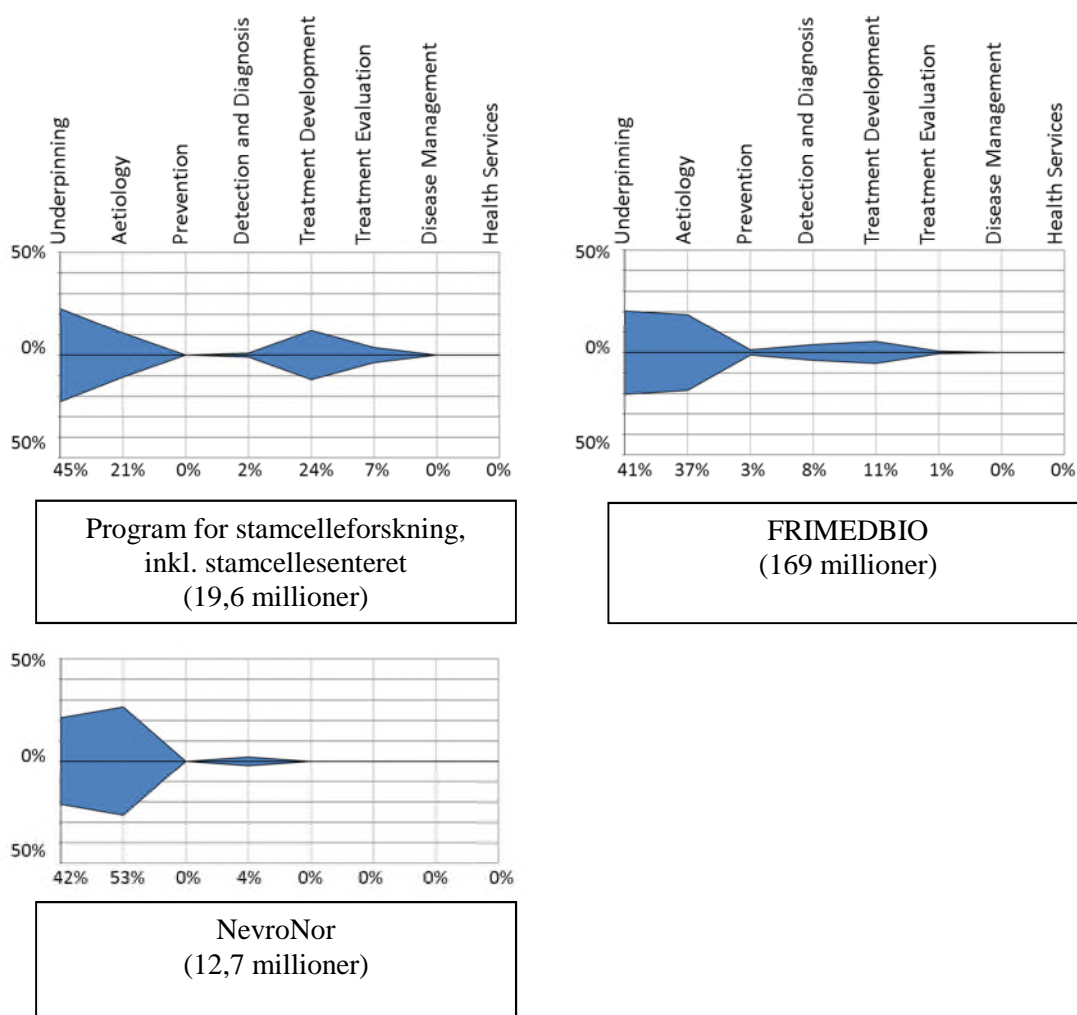 Underpinning
Aetiology
Prevention
Detection and Diagnosis
Treatment Development
Treatment Evaluation
Disease Management
Health Services
50%
0%
50%
45% 21% 0% 2% 24% 7% 0% 0%
Program for stamcelleforskning,
inkl. stamcellesenteret
(19,6 millioner)
Underpinning
Aetiology
Prevention
Detection and Diagnosis
Treatment Development
Treatment Evaluation
Disease Management
Health Services
50%
0%
50%
41% 37% 3% 8% 11% 1% 0% 0%
FRIMEDBIO
(169 millioner)
50%
0%
50%
42% 53% 0% 4% 0% 0% 0% 0%
NevroNor
(12,7 millioner)